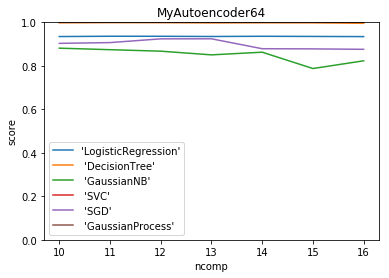 MyAutoencoder64
1.0
0.8
0.6
0.4
0.2
0.0
score
'LogisticRegression'
'DecisionTree'
'GaussianNB'
'SVC'
'SGD'
'GaussianProcess'
10 11 12 13 14 15 16
ncomp